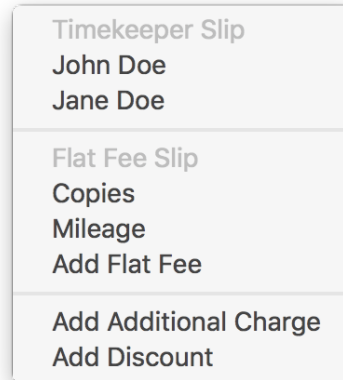 Timekeeper Slip
John Doe
Jane Doe
Flat Fee Slip
Copies
Mileage
Add Flat Fee
Add Additional Charge
Add Discount